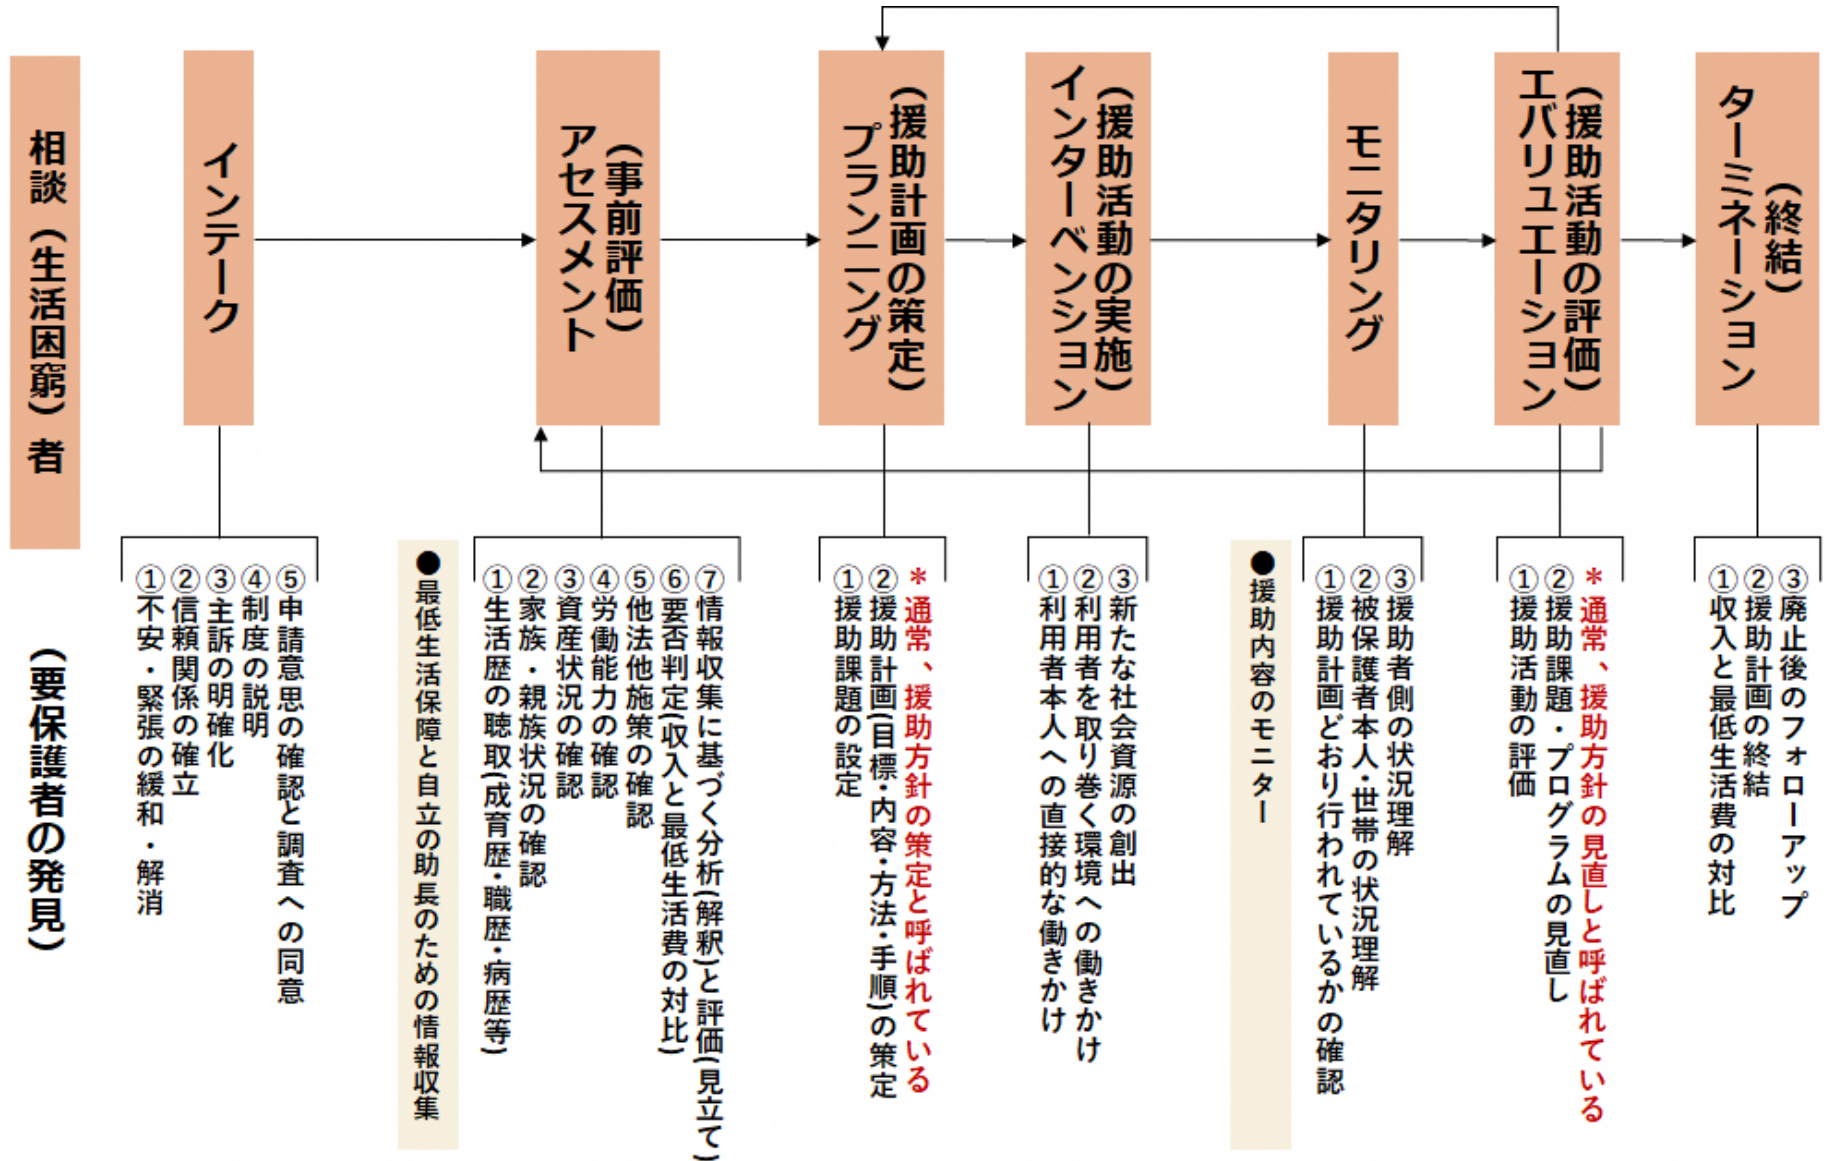 相談（生活困窮）者
（要保護者の発見）
インテーク
①不安・緊張の緩和・解消
②信頼関係の確立
③主訴の明確化
④制度の説明
⑤申請意思の確認と調査への同意
アセスメント
（事前評価）
●最低生活保障と自立の助長のための情報収集
①生活歴の聴取(成育歴・職歴・病歴等)
②家族・親族状況の確認
③資産状況の確認
④労働能力の確認
⑤他法他施策の確認
⑥要否判定(収入と最低生活費の対比)
⑦情報収集に基づく分析(解釈)と評価(見立て)
プランニング
（援助計画の策定）
①援助課題の設定
②援助計画(目標・内容・方法・手順)の策定
＊通常、援助方針の策定と呼ばれている
インターベンション
（援助活動の実施）
①利用者本人への直接的な働きかけ
②利用者を取り巻く環境への働きかけ
③新たな社会資源の創出
モニタリング
●援助内容のモニター
①援助計画どおり行われているかの確認
②被保護者本人・世帯の状況理解
③援助者側の状況理解
エバリュエーション
（援助活動の評価）
①援助活動の評価
②援助課題・プログラムの見直し
＊通常、援助方針の見直しと呼ばれている
ターミネーション
（終結）
①収入と最低生活費の対比
②援助計画の終結
③廃止後のフォローアップ